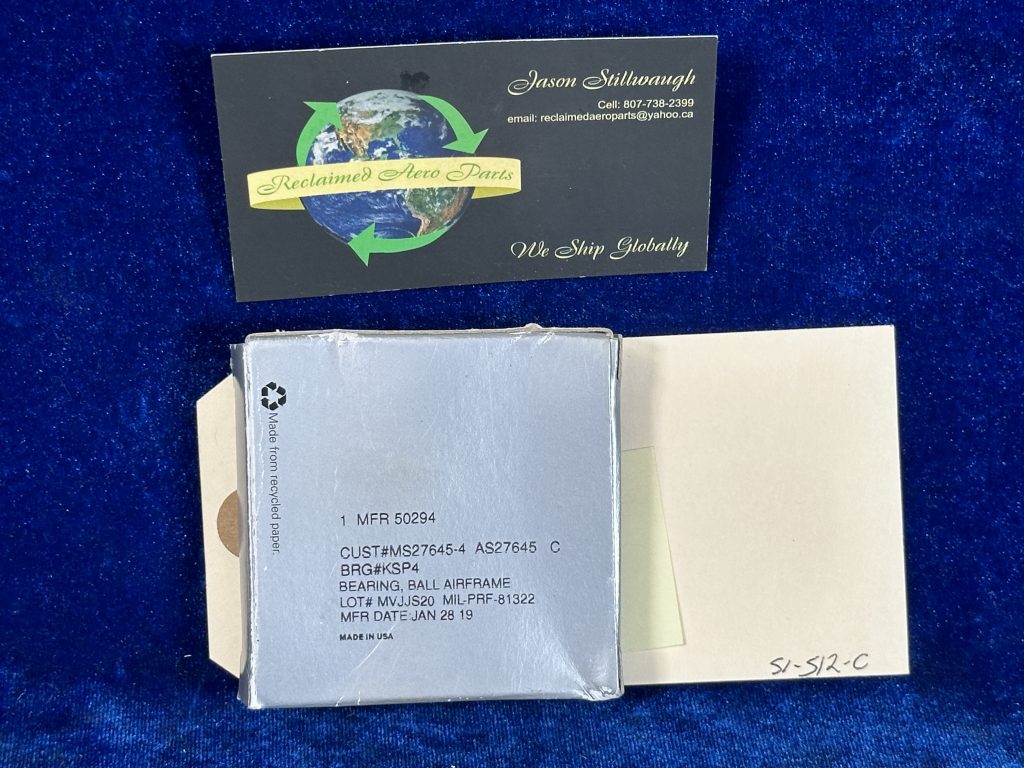 Jason Stillwaugh
Cell: 807-738-2399
email: reclaimedaeroparts@yahoo.ca
Reclaimed Aero Parts
We Ship Globally
Made from recycled paper.
1 MFR 50294
CUST#MS27645-4 AS27645 C
BRG#KSP4
BEARING, BALL AIRFRAME
LOT# MVJJS20 MIL-PRF-81322
MFR DATE:JAN 28 19
MADE IN USA
S1-S12-C